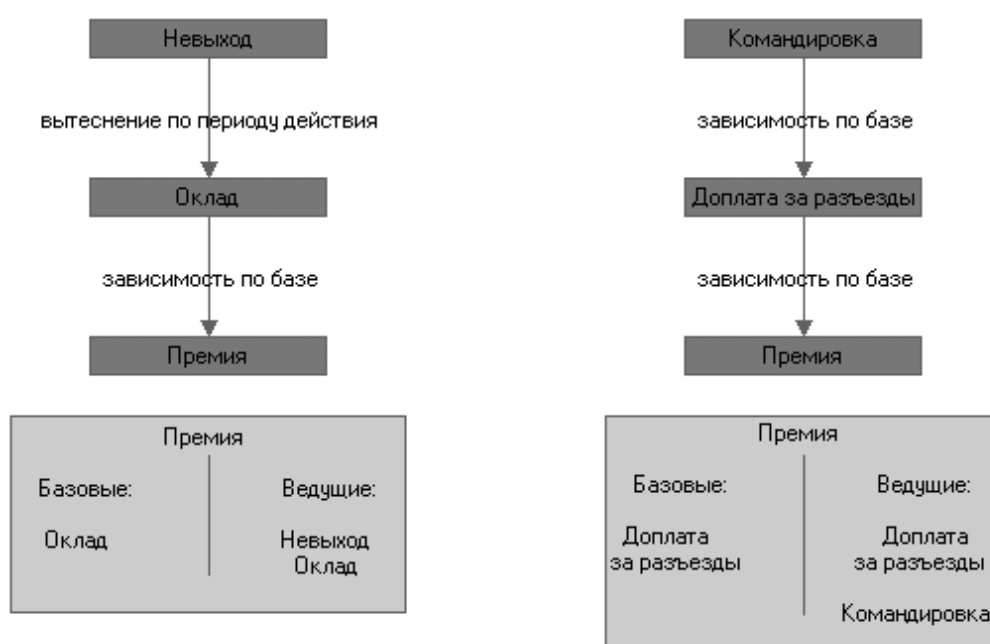 Невыход
вытеснение по периоду действия
Оклад
зависимость по базе
Премия
Премия
Базовые:
Ведущие:
Оклад
Невыход
Оклад
Командировка
зависимость по базе
Доплата за разъезды
зависимость по базе
Премия
Премия
Базовые:
Ведущие:
Доплата
за разъезды
Доплата
за разъезды
Командировка